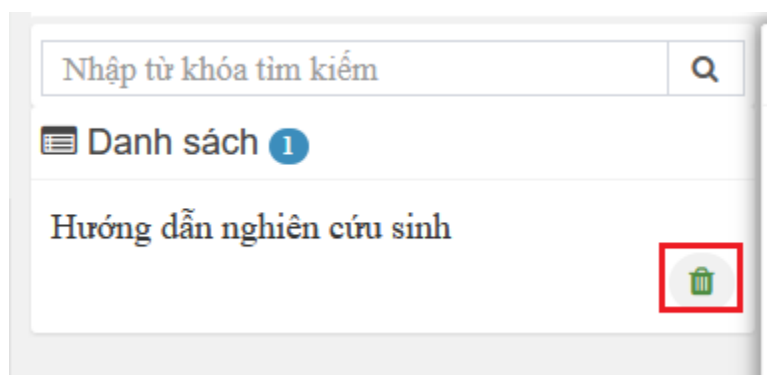 Nhập từ khóa tìm kiếm
Danh sách 1
Hướng dẫn nghiên cứu sinh